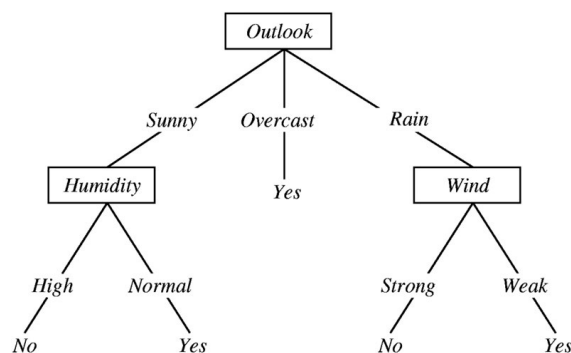 Outlook
Sunny Overcast Rain
Humidity Yes Wind
High Normal Strong Weak
No Yes No Yes